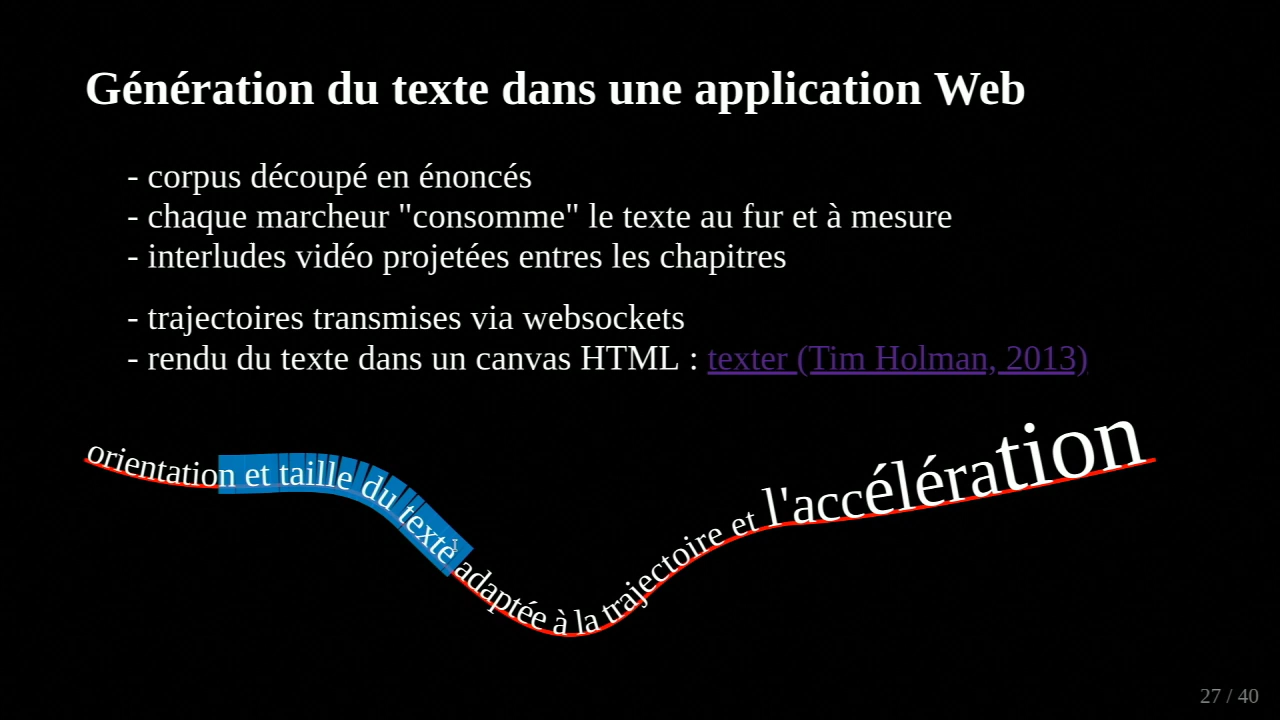 Génération du texte dans une application Web
- corpus découpé en énoncés
- chaque marcheur "consomme" le texte au fur et à mesure
- interludes vidéo projetées entres les chapitres
- trajectoires transmises via websockets
- rendu du texte dans un canvas HTML : texter (Tim Holman, 2013)
orientation et taille du texte adaptée à la trajectoire et l'accélération
27 / 40